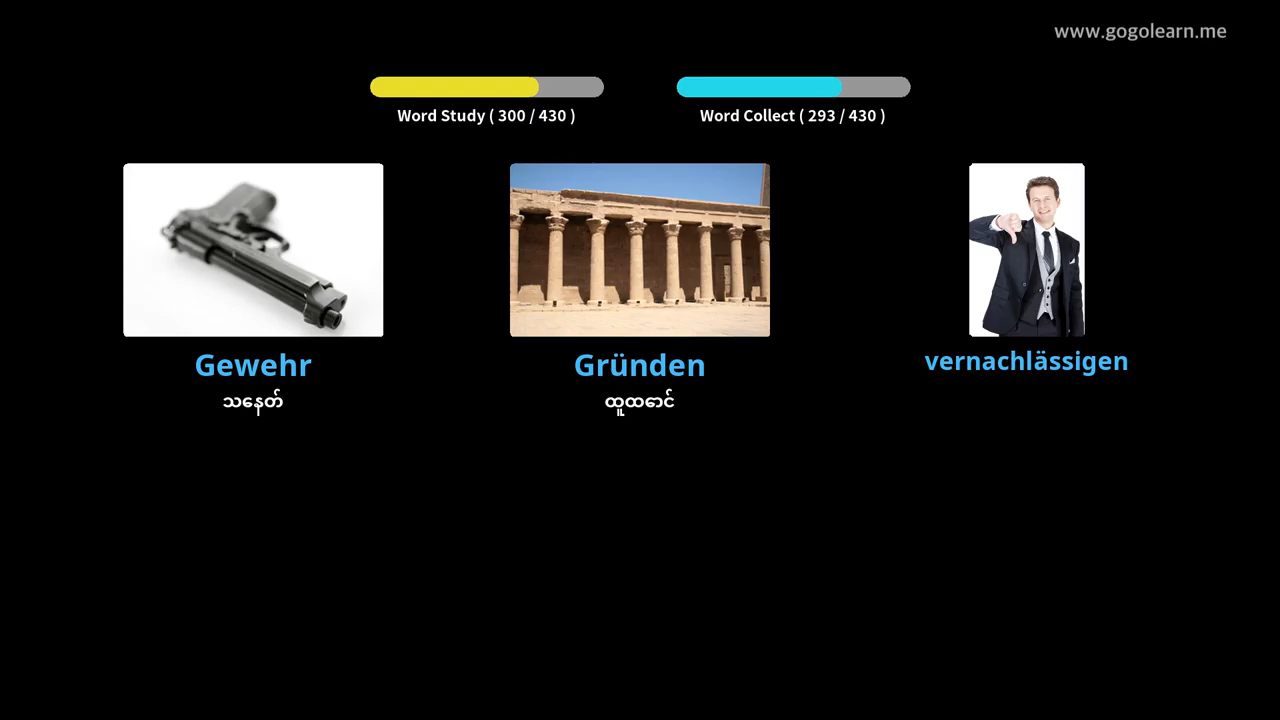 www.gogolearn.me
Word Study ( 300 / 430 )
Word Collect ( 293 / 430 )
Gewehr
သေနတ်
Gründen
ထူထောင်
vernachlässigen